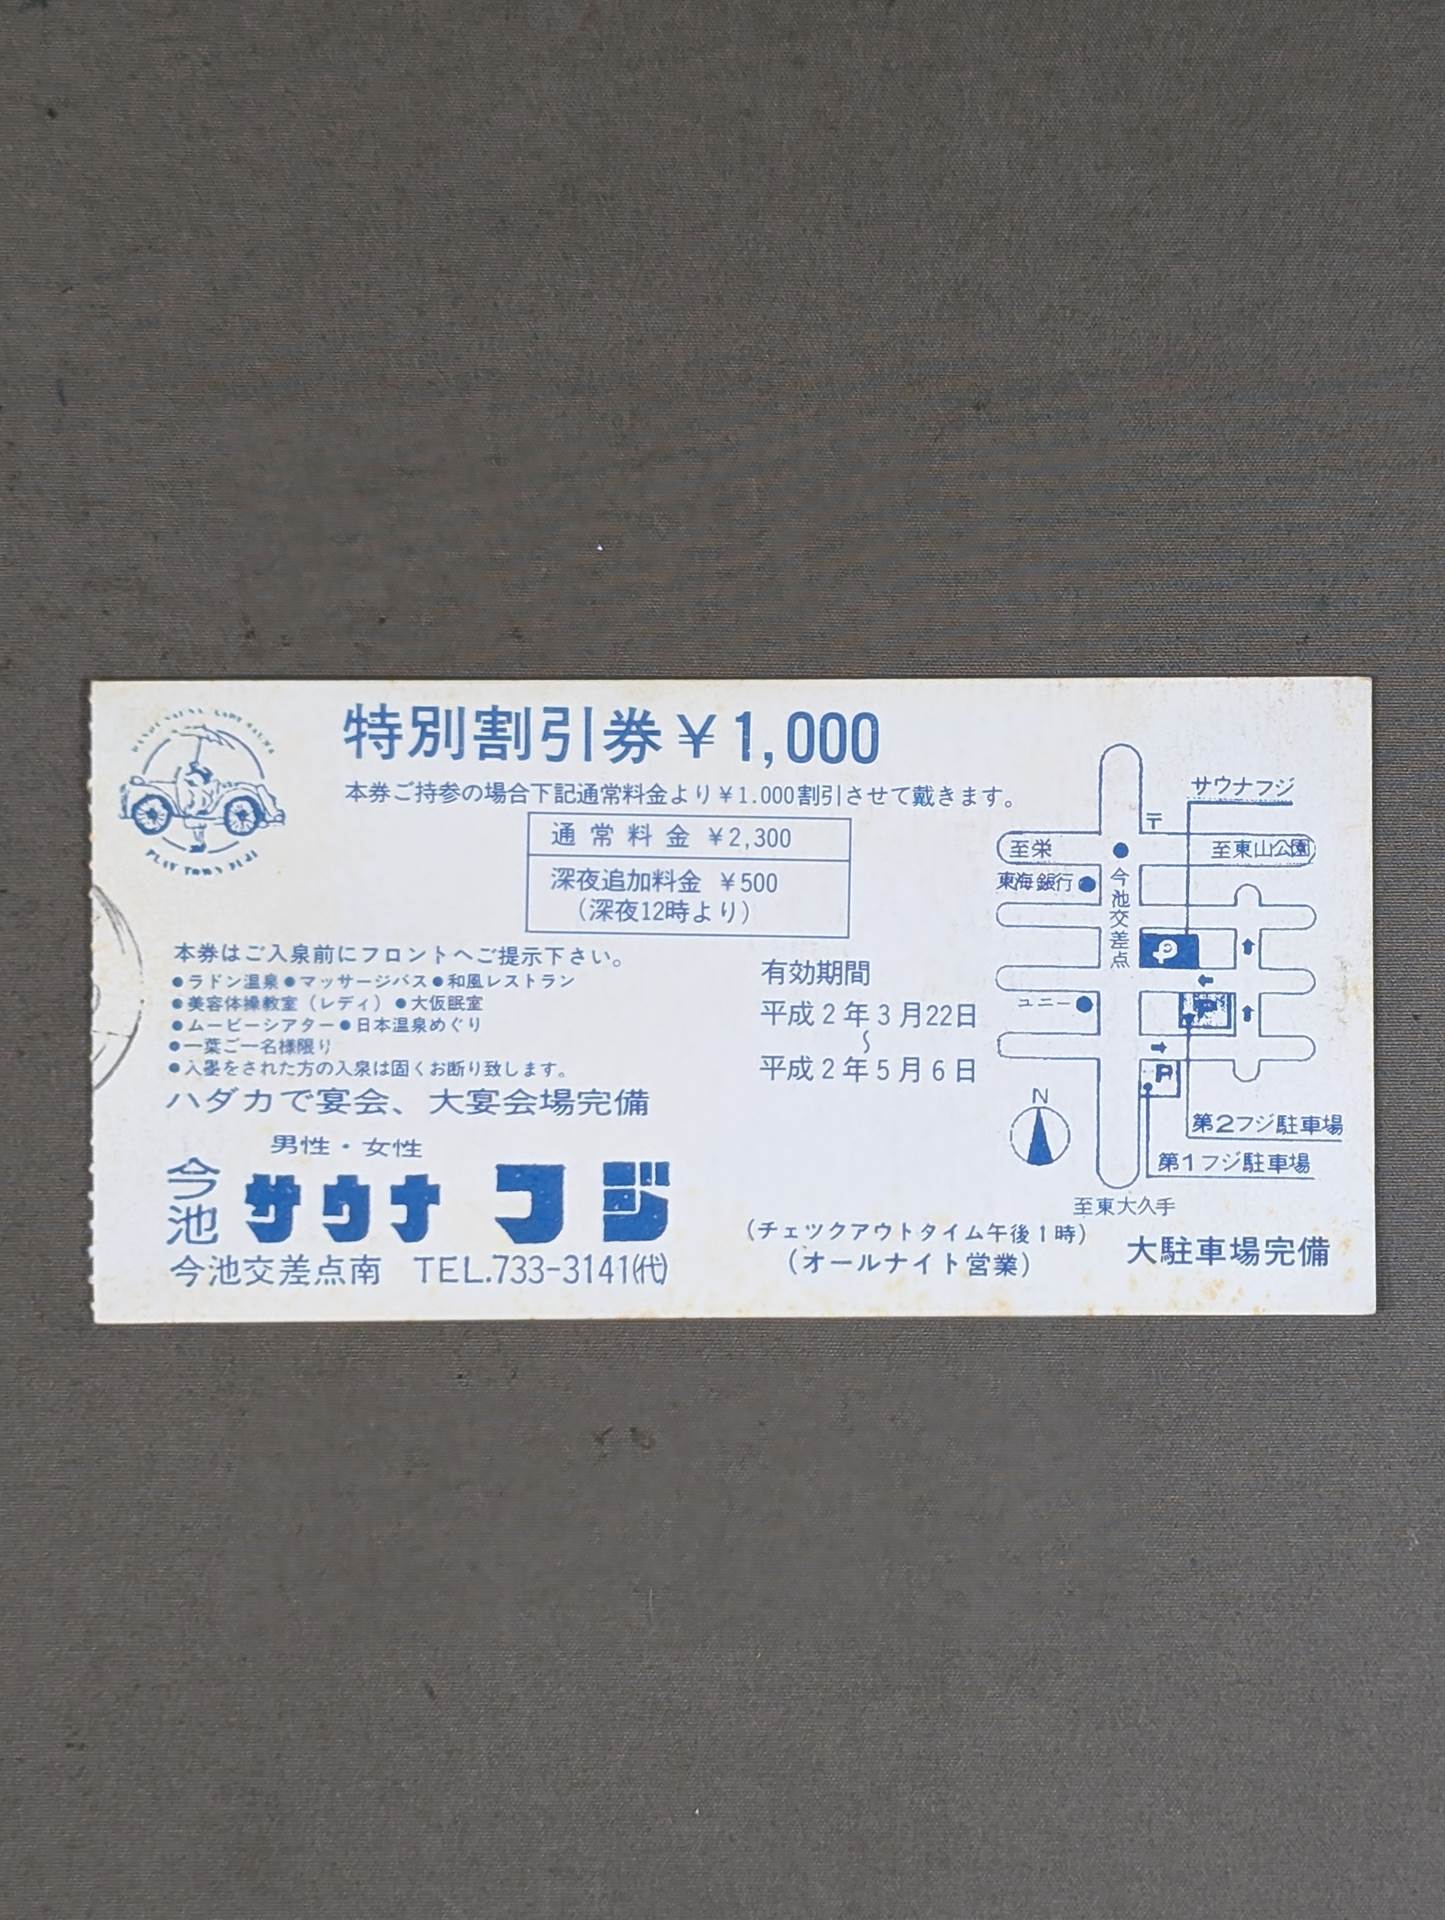 特別割引券￥1,000
本券ご持参の場合下記通常料金より￥1.000割引させて戴きます。
通常料金 ￥2,300
深夜追加料金 ￥500
(深夜12時より)
PLAY TOWN FUJI
本券はご入泉前にフロントへご提示下さい。
●ラドン温泉●マッサージバス●和風レストラン
●美容体操教室(レディ)●大仮眠室
●ムービーシアター●日本温泉めぐり
●一葉ご一名様限り
●入墨をされた方の入泉は固くお断り致します。
有効期間
平成2年3月22日
〜
平成2年5月6日
ハダカで宴会、大宴会場完備
男性・女性
今池 サウナ フジ
今池交差点南 TEL.733-3141(代)
(チェックアウトタイム午後1時)
(オールナイト営業)
サウナフジ
〒
至栄
至東山公園
東海銀行
今池交差点
ユニー
P
P
N
第2フジ駐車場
第1フジ駐車場
至東大久手
大駐車場完備